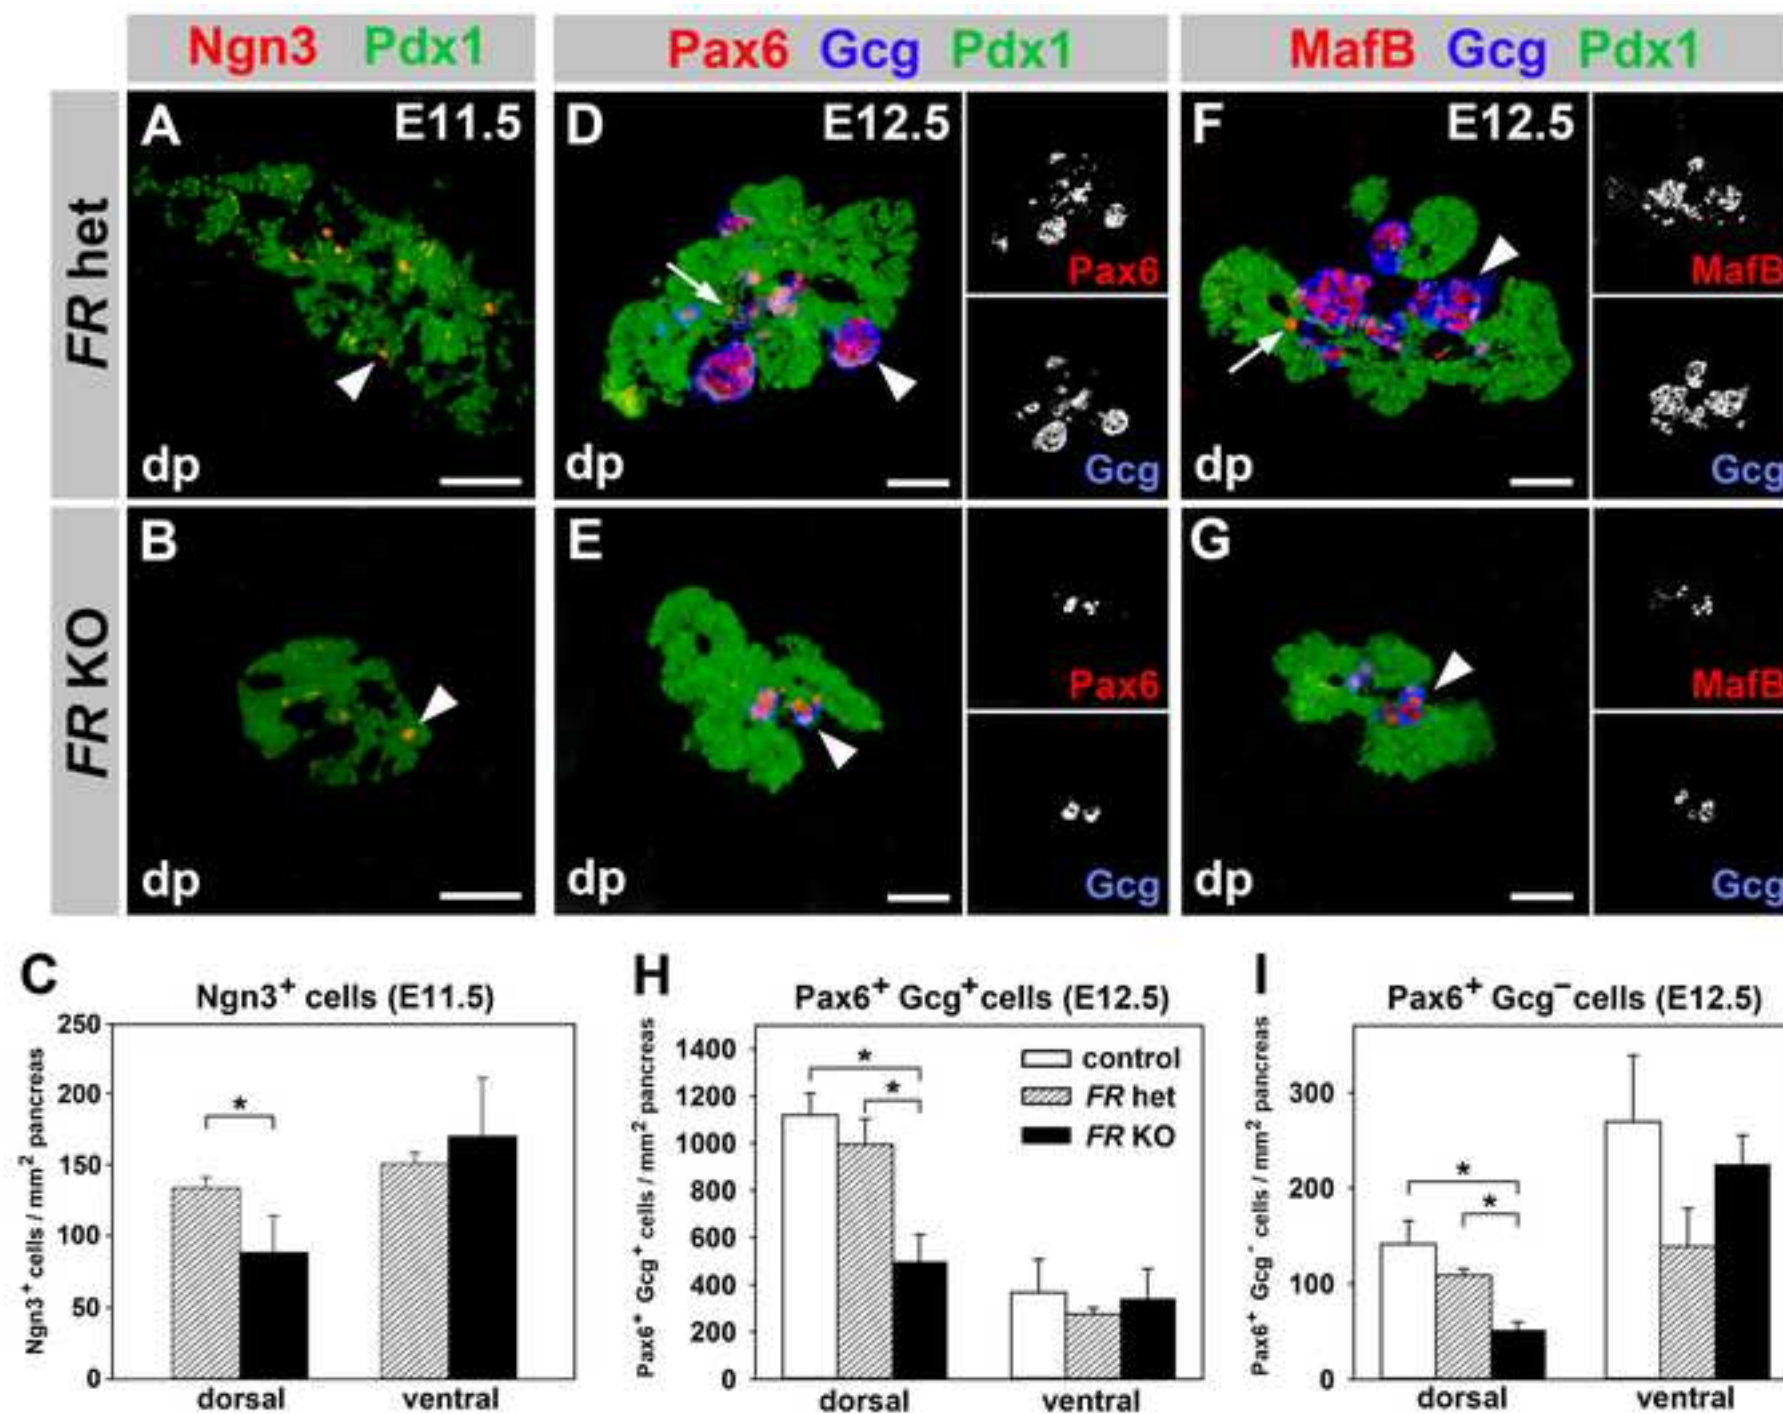 Ngn3 Pdx1
Pax6 Gcg Pdx1
MafB Gcg Pdx1
FR het
A E11.5
dp
D E12.5
dp
Pax6
Gcg
F E12.5
dp
MafB
Gcg
FR KO
B
dp
E
dp
Pax6
Gcg
G
dp
MafB
Gcg
C
Ngn3⁺ cells (E11.5)
Ngn3⁺ cells / mm² pancreas
250
200
150
100
50
0
*
dorsal ventral
H
Pax6⁺ Gcg⁺cells (E12.5)
Pax6⁺ Gcg⁺ cells / mm² pancreas
1400
1200
1000
800
600
400
200
0
*
*
control
FR het
FR KO
dorsal ventral
I
Pax6⁺ Gcg⁻cells (E12.5)
Pax6⁺ Gcg⁻ cells / mm² pancreas
300
200
100
0
*
*
dorsal ventral